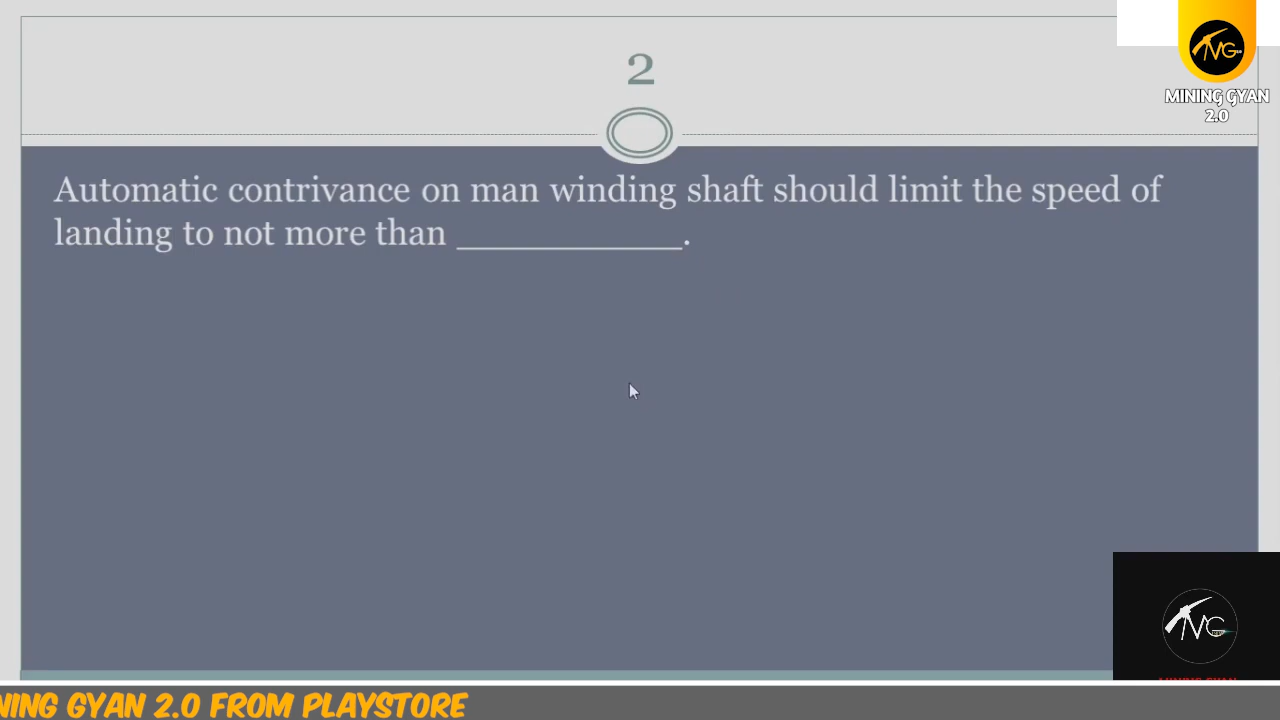 2
MINING GYAN
2.0
Automatic contrivance on man winding shaft should limit the speed of
landing to not more than ____________.
NING GYAN 2.0 FROM PLAYSTORE